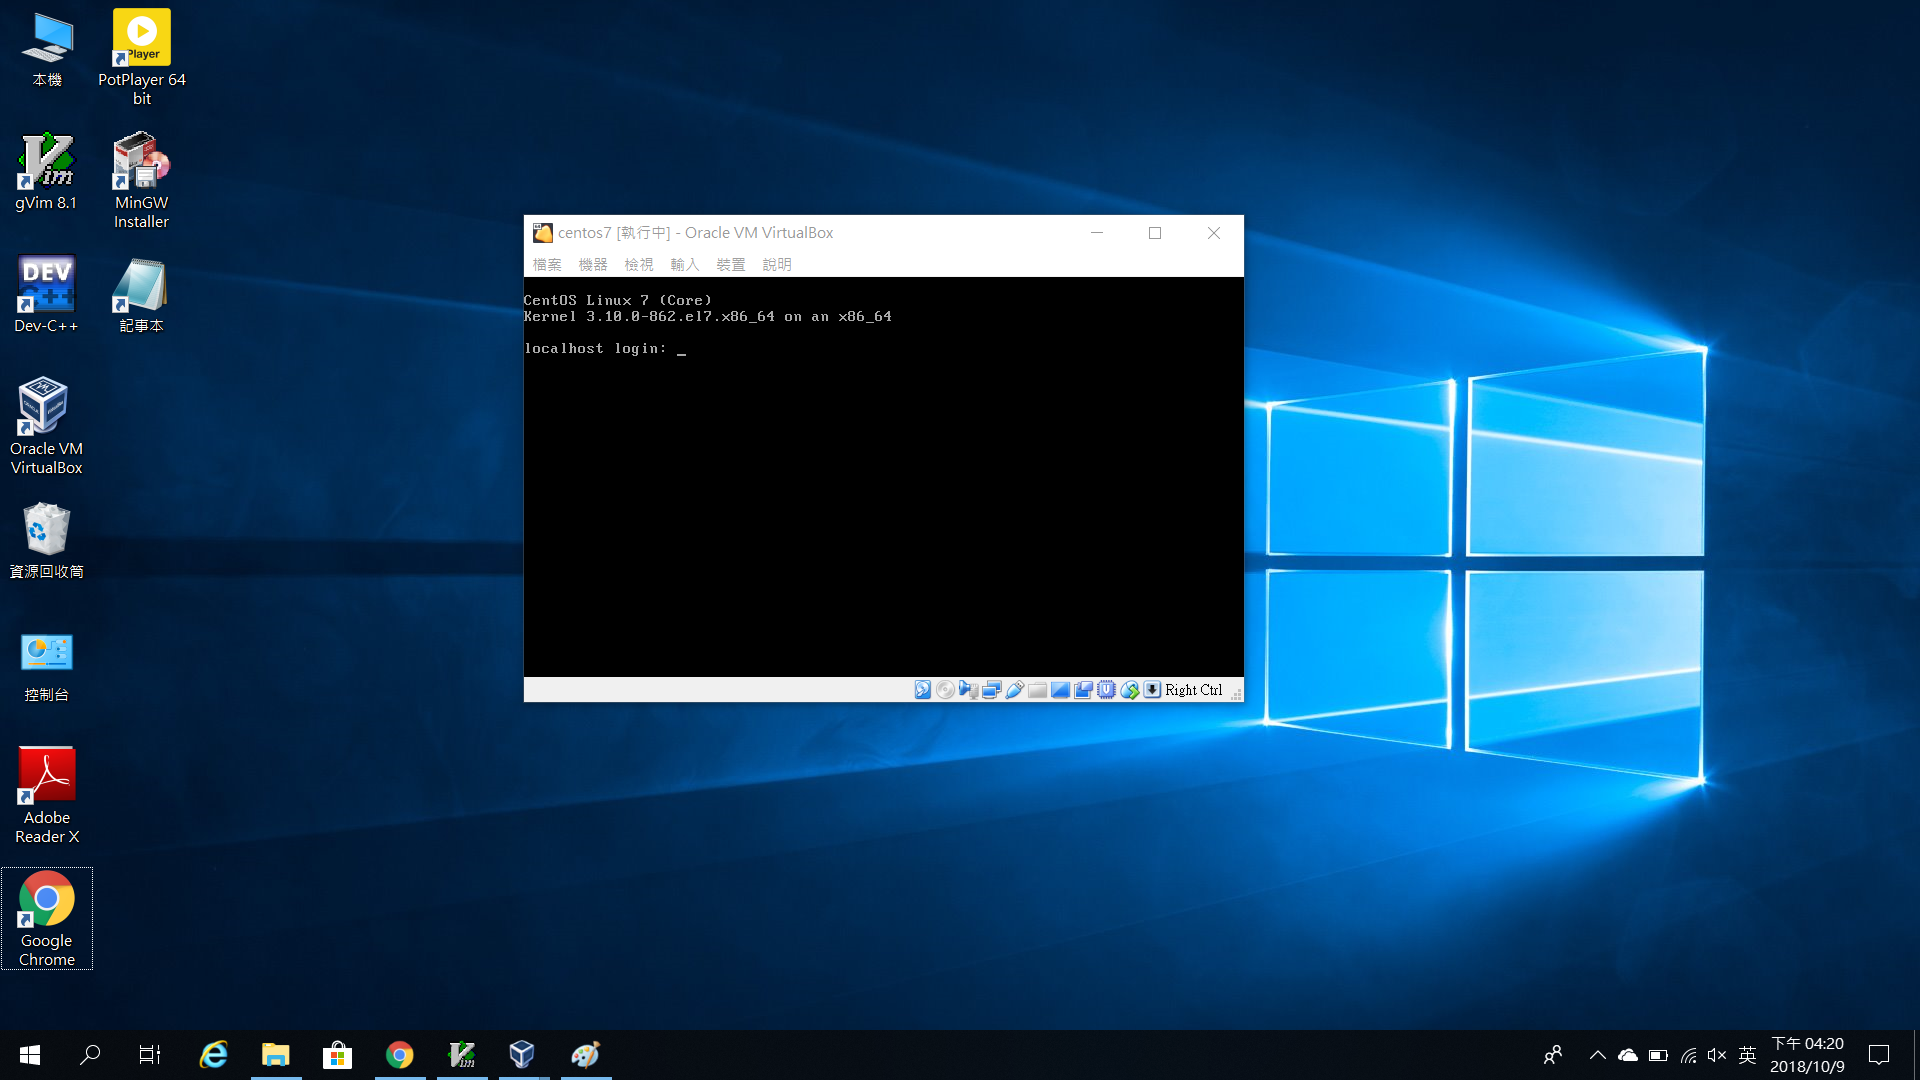 本機
Player
PotPlayer 64
bit
gVim 8.1
MinGW
Installer
DEV
C++
Dev-C++
記事本
Oracle VM
VirtualBox
資源回收筒
控制台
Adobe
Reader X
Google
Chrome
centos7 [執行中] - Oracle VM VirtualBox
檔案 機器 檢視 輸入 裝置 說明
CentOS Linux 7 (Core)
Kernel 3.10.0-862.el7.x86_64 on an x86_64
localhost login: _
Right Ctrl
英
下午 04:20
2018/10/9